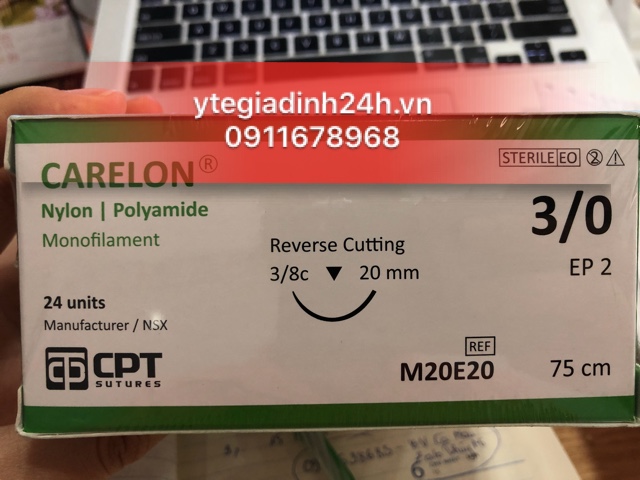 ytegiadinh24h.vn
0911678968
CARELON®
Nylon | Polyamide
Monofilament
STERILE EO
3/0
EP 2
Reverse Cutting
3/8c ▼ 20 mm
24 units
Manufacturer / NSX
CPT
SUTURES
REF
M20E20
75 cm